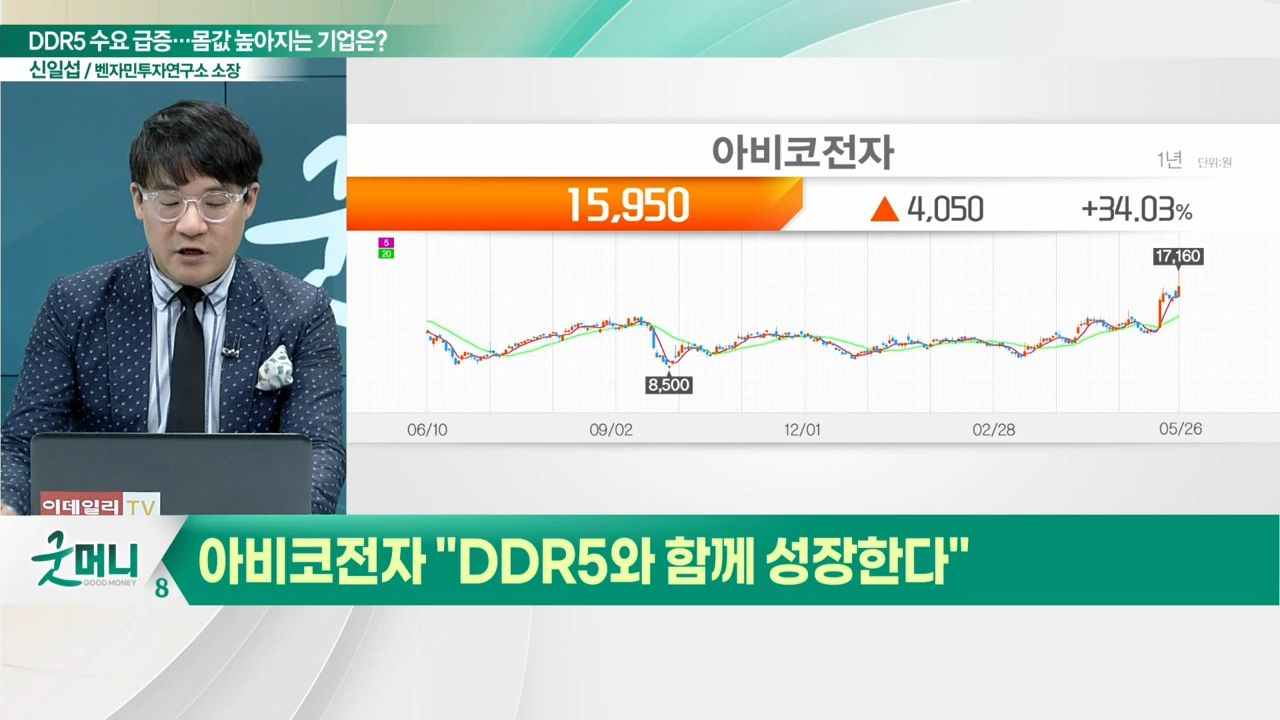 DDR5 수요 급증…몸값 높아지는 기업은?
신일섭 / 벤자민투자연구소 소장
아비코전자
1년 단위:원
15,950 ▲ 4,050 +34.03%
5
20
17,160
8,500
06/10 09/02 12/01 02/28 05/26
이데일리 TV
굿머니
GOOD MONEY
8
아비코전자 "DDR5와 함께 성장한다"